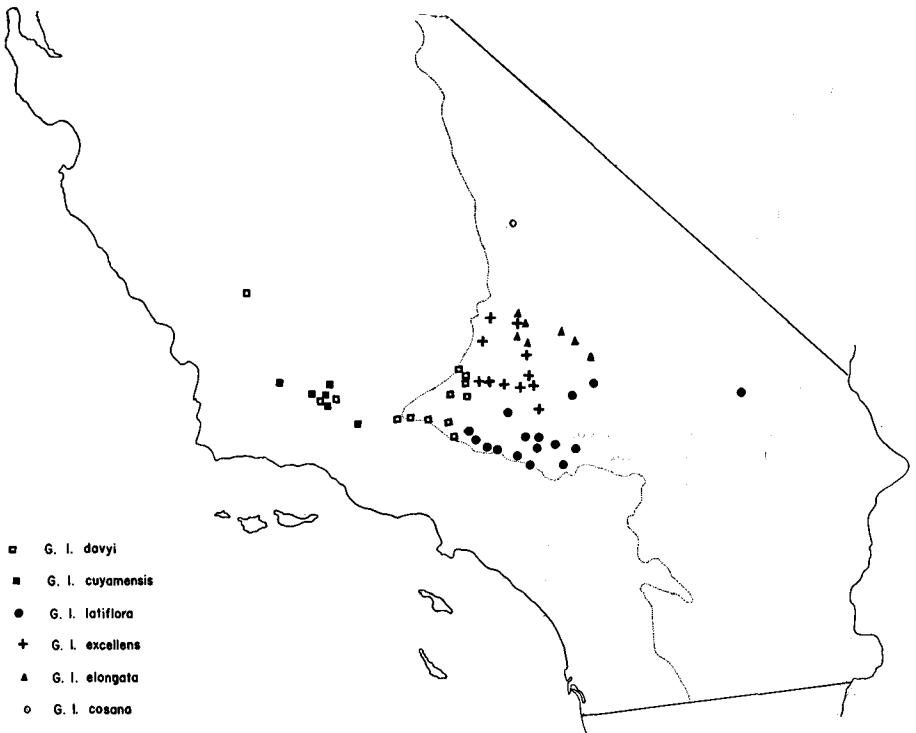 G. l. davyi
G. l. cuyamensis
G. l. latiflora
G. l. excellens
G. l. elongata
G. l. cosana